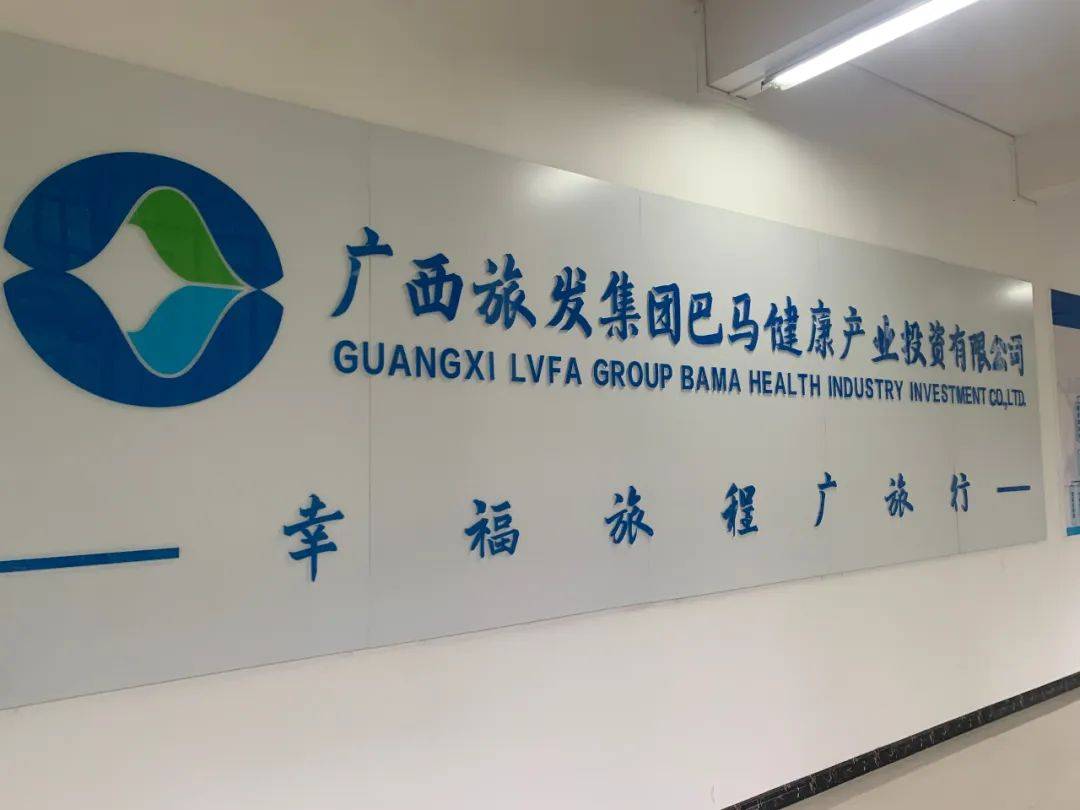 广西旅发集团巴马健康产业投资有限公司
GUANGXI LVFA GROUP BAMA HEALTH INDUSTRY INVESTMENT CO.,LTD.
幸福旅程广旅行